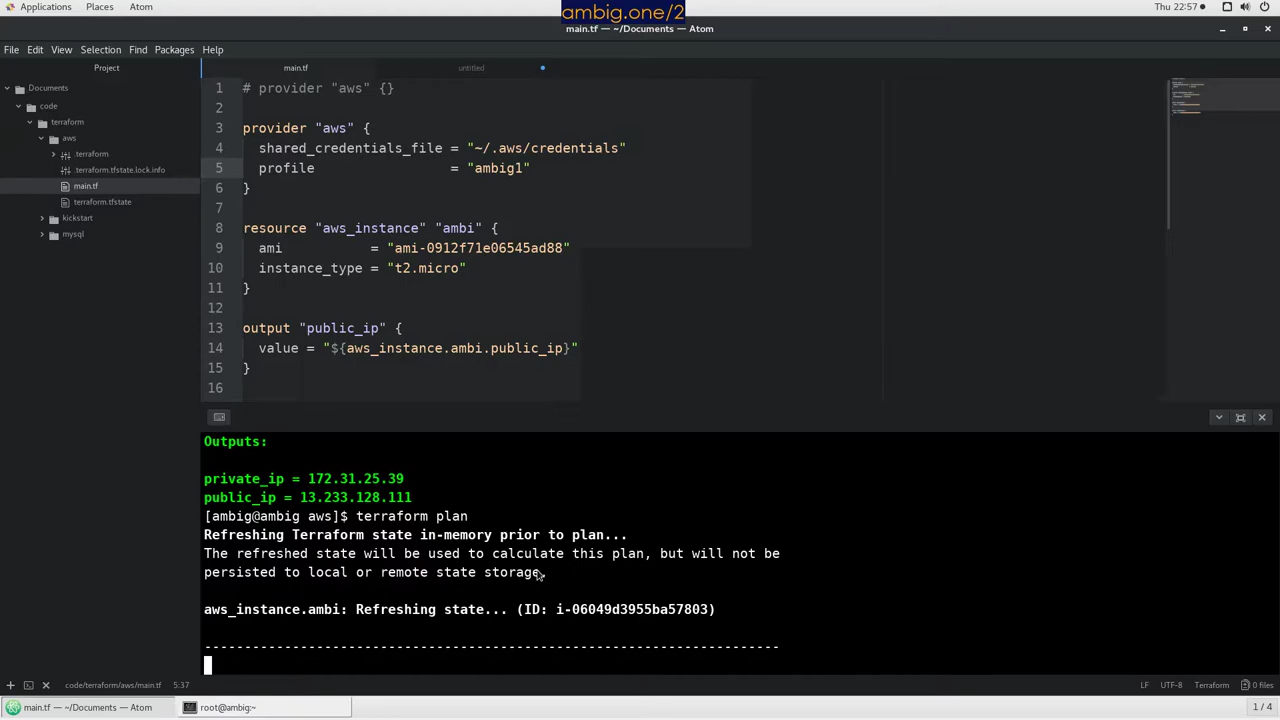 Applications Places Atom
ambig.one/2
Thu 22:57
main.tf — ~/Documents — Atom
File Edit View Selection Find Packages Help
Project
main.tf
untitled
Documents
code
terraform
aws
.terraform
.terraform.tfstate.lock.info
main.tf
terraform.tfstate
kickstart
mysql
1 # provider "aws" {}
2
3 provider "aws" {
4 shared_credentials_file = "~/.aws/credentials"
5 profile = "ambig1"
6 }
7
8 resource "aws_instance" "ambi" {
9 ami = "ami-0912f71e06545ad88"
10 instance_type = "t2.micro"
11 }
12
13 output "public_ip" {
14 value = "${aws_instance.ambi.public_ip}"
15 }
16
Outputs:
private_ip = 172.31.25.39
public_ip = 13.233.128.111
[ambig@ambig aws]$ terraform plan
Refreshing Terraform state in-memory prior to plan...
The refreshed state will be used to calculate this plan, but will not be
persisted to local or remote state storage.
aws_instance.ambi: Refreshing state... (ID: i-06049d3955ba57803)
------------------------------------------------------------------------
code/terraform/aws/main.tf 5:37
LF UTF-8 Terraform 0 files
main.tf — ~/Documents — Atom
root@ambig:~
1 / 4